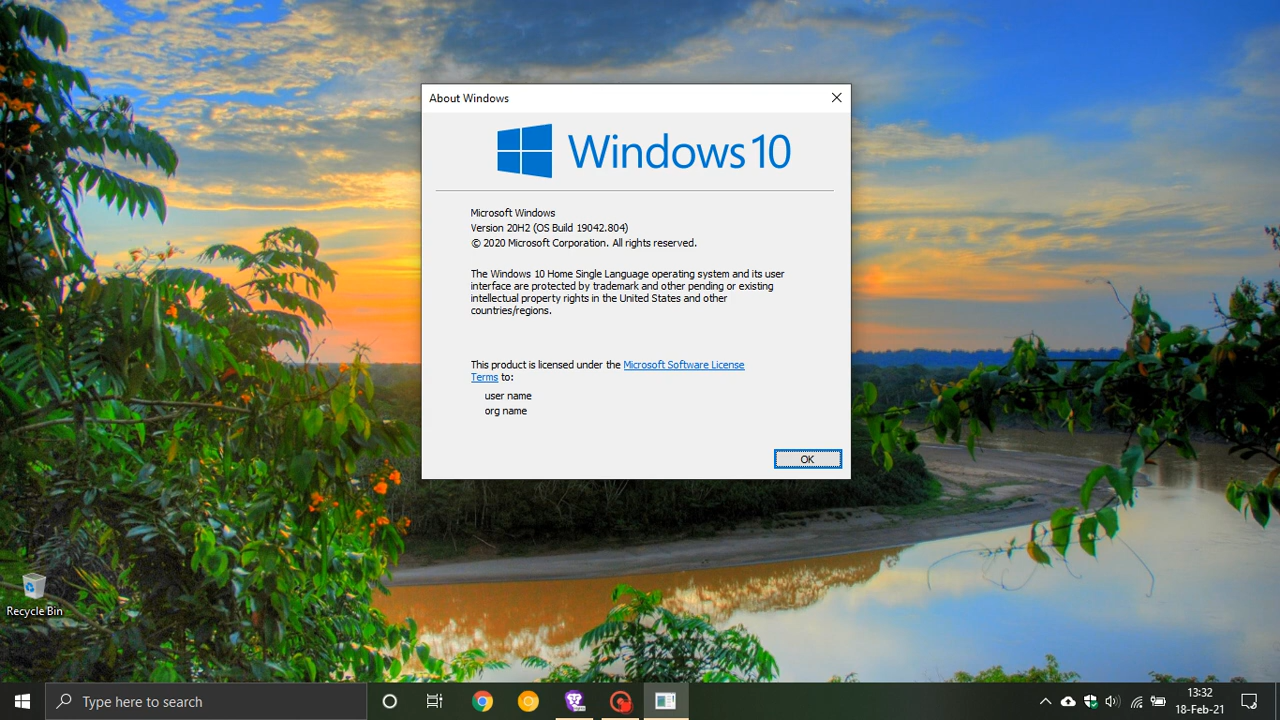 About Windows
Windows 10
Microsoft Windows
Version 20H2 (OS Build 19042.804)
© 2020 Microsoft Corporation. All rights reserved.
The Windows 10 Home Single Language operating system and its user
interface are protected by trademark and other pending or existing
intellectual property rights in the United States and other
countries/regions.
This product is licensed under the Microsoft Software License
Terms to:
user name
org name
OK
Recycle Bin
Type here to search
13:32
18-Feb-21